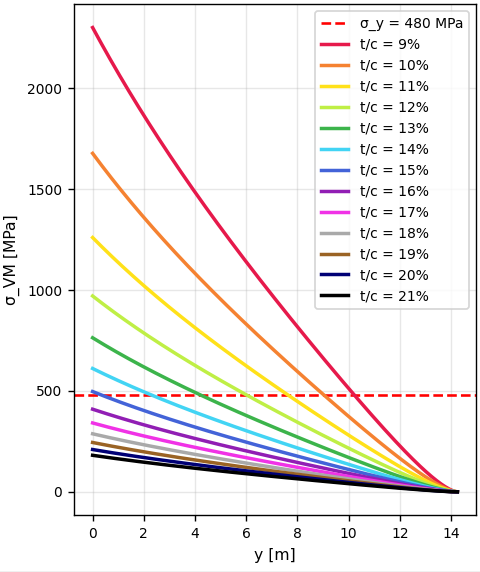 σ_y = 480 MPa
t/c = 9%
t/c = 10%
t/c = 11%
t/c = 12%
t/c = 13%
t/c = 14%
t/c = 15%
t/c = 16%
t/c = 17%
t/c = 18%
t/c = 19%
t/c = 20%
t/c = 21%
σ_VM [MPa]
2000
1500
1000
500
0
0 2 4 6 8 10 12 14
y [m]